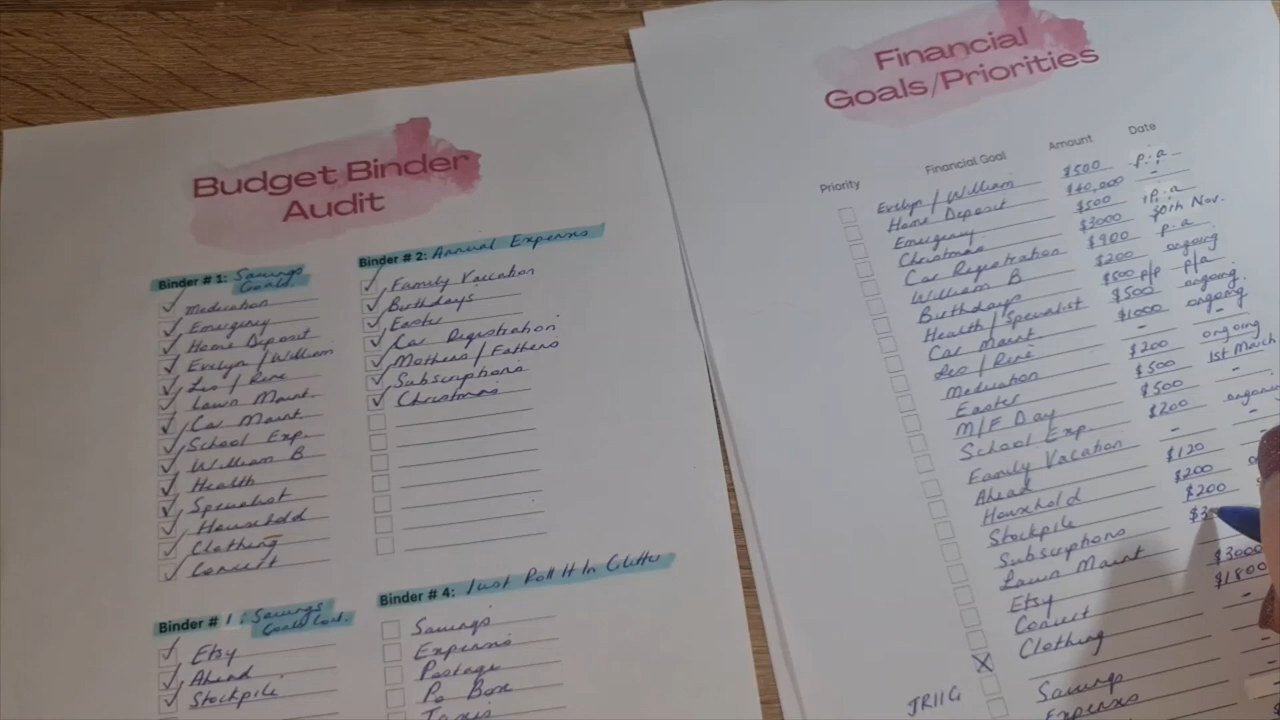 Budget Binder
Audit
Binder # 1: Savings
Goals.
Medication
Emergency
Home Deposit
Evelyn / William
Leo / Rene
Lawn Maint.
Car Maint
School Exp.
William B
Health
Specialist
Household
Clothing
Concert
Binder # 2: Annual Expenses
Family Vacation
Birthdays
Easter
Car Registration
Mothers / Fathers
Subscriptions
Christmas
Binder # 1 : Savings
Goals Cont.
Etsy
Ahead
Stockpile
Binder # 4: Just Roll It In Glitter
Savings
Expenses
Postage
Po Box
Taxes
Financial
Goals/Priorities
Priority Financial Goal Amount Date
Evelyn / William $500 p.a
Home Deposit $40,000 -
Emergency $500 p.a
Christmas $3000 30th Nov.
Car Registration $900 p.a
William B $200 ongoing
Birthdays $500 p/p p/a
Health / Specialist $500 ongoing.
Car Maint $1000 ongoing
Leo / Rene - -
Medication $200 ongoing
Easter $500 1st March
M/F Day $500 -
School Exp. $200 ongoing
Family Vacation - -
Ahead $120 -
Household $200
Stockpile $200
Subscriptions $3
Lawn Maint
Etsy $3000
Concert $1800
Clothing -
X
JRIIG Savings
Expenses